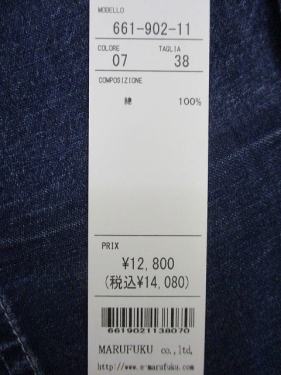 MODELLO
661-902-11
COLORE TAGLIA
07 38
COMPOSIZIONE
綿 100%
PRIX
¥12,800
(税込¥14,080)
6619021138070
MARUFUKU co.,ltd,
http://www.e-marufuku.com/